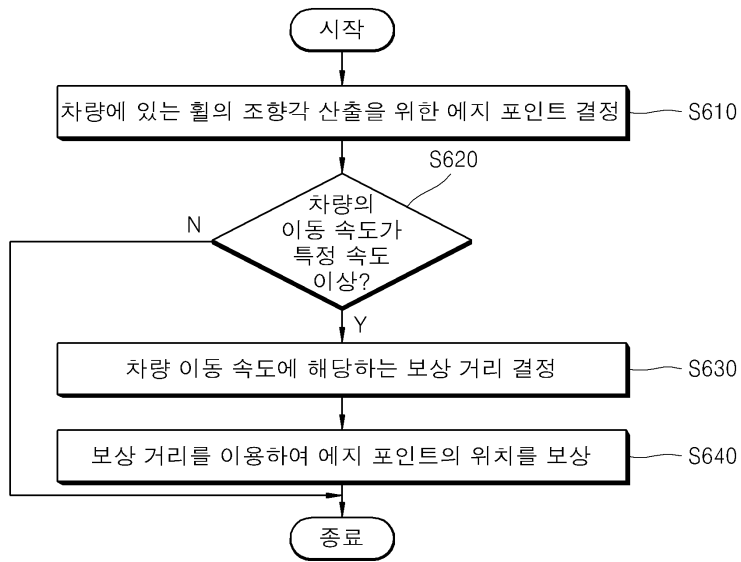 시작
차량에 있는 휠의 조향각 산출을 위한 에지 포인트 결정
S610
S620
차량의
이동 속도가
특정 속도
이상?
N
Y
차량 이동 속도에 해당하는 보상 거리 결정
S630
보상 거리를 이용하여 에지 포인트의 위치를 보상
S640
종료